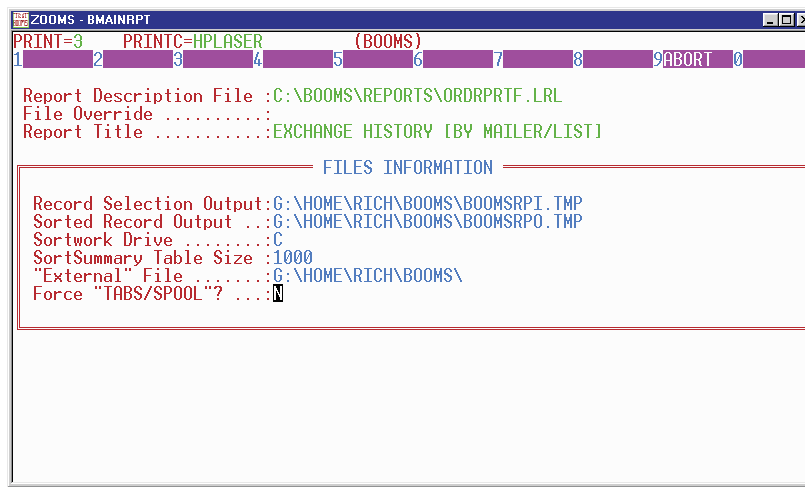 ZOOMS - BMAINRPT
PRINT=3 PRINTC=HPLASER (BOOMS)
1 2 3 4 5 6 7 8 9ABORT 0
Report Description File :C:\BOOMS\REPORTS\ORDRPRTF.LRL
File Override ..........:
Report Title ...........:EXCHANGE HISTORY [BY MAILER/LIST]
FILES INFORMATION
Record Selection Output:G:\HOME\RICH\BOOMS\BOOMSRPI.TMP
Sorted Record Output ..:G:\HOME\RICH\BOOMS\BOOMSRPO.TMP
Sortwork Drive ........:C
SortSummary Table Size :1000
"External" File .......:G:\HOME\RICH\BOOMS\
Force "TABS/SPOOL"? ...:N